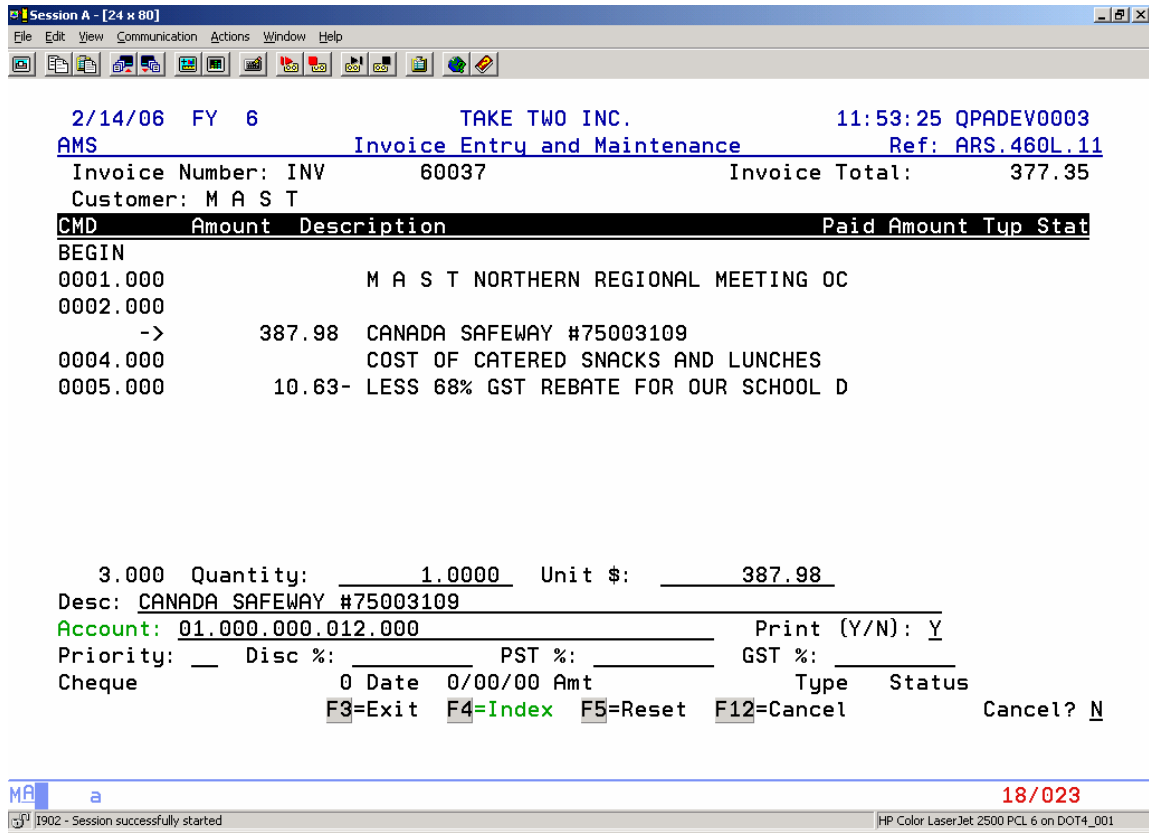 Session A - [24 x 80]
File Edit View Communication Actions Window Help
2/14/06 FY 6 TAKE TWO INC. 11:53:25 QPADEV0003
AMS Invoice Entry and Maintenance Ref: ARS.460L.11
Invoice Number: INV 60037 Invoice Total: 377.35
Customer: M A S T
CMD Amount Description Paid Amount Typ Stat
BEGIN
0001.000 M A S T NORTHERN REGIONAL MEETING OC
0002.000
-> 387.98 CANADA SAFEWAY #75003109
0004.000 COST OF CATERED SNACKS AND LUNCHES
0005.000 10.63- LESS 68% GST REBATE FOR OUR SCHOOL D
3.000 Quantity: 1.0000 Unit $: 387.98
Desc: CANADA SAFEWAY #75003109
Account: 01.000.000.012.000 Print (Y/N): Y
Priority: Disc %: PST %: GST %:
Cheque 0 Date 0/00/00 Amt Type Status
F3=Exit F4=Index F5=Reset F12=Cancel Cancel? N
MA a 18/023
I902 - Session successfully started HP Color LaserJet 2500 PCL 6 on DOT4_001